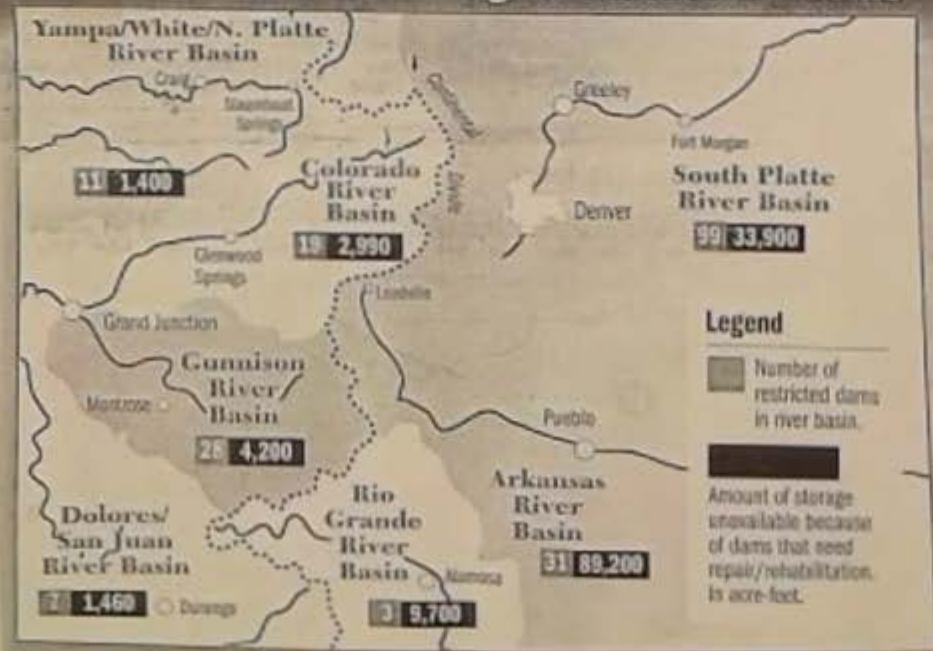 Yampa/White/N. Platte
River Basin
Craig
Steamboat
Springs
11 1,400
Continental
Divide
Greeley
Fort Morgan
Colorado
River
Basin
19 2,990
South Platte
River Basin
99 33,900
Denver
Glenwood
Springs
Leadville
Grand Junction
Gunnison
River
Basin
Montrose
4,200
Legend
Number of
restricted dams
in river basin.
Amount of storage
unavailable because
of dams that need
repair/rehabilitation.
In acre-feet.
Pueblo
Arkansas
River
Basin
31 89,200
Rio
Grande
River
Basin
Alamosa
3 9,700
Dolores/
San Juan
River Basin
7 1,460
Durango